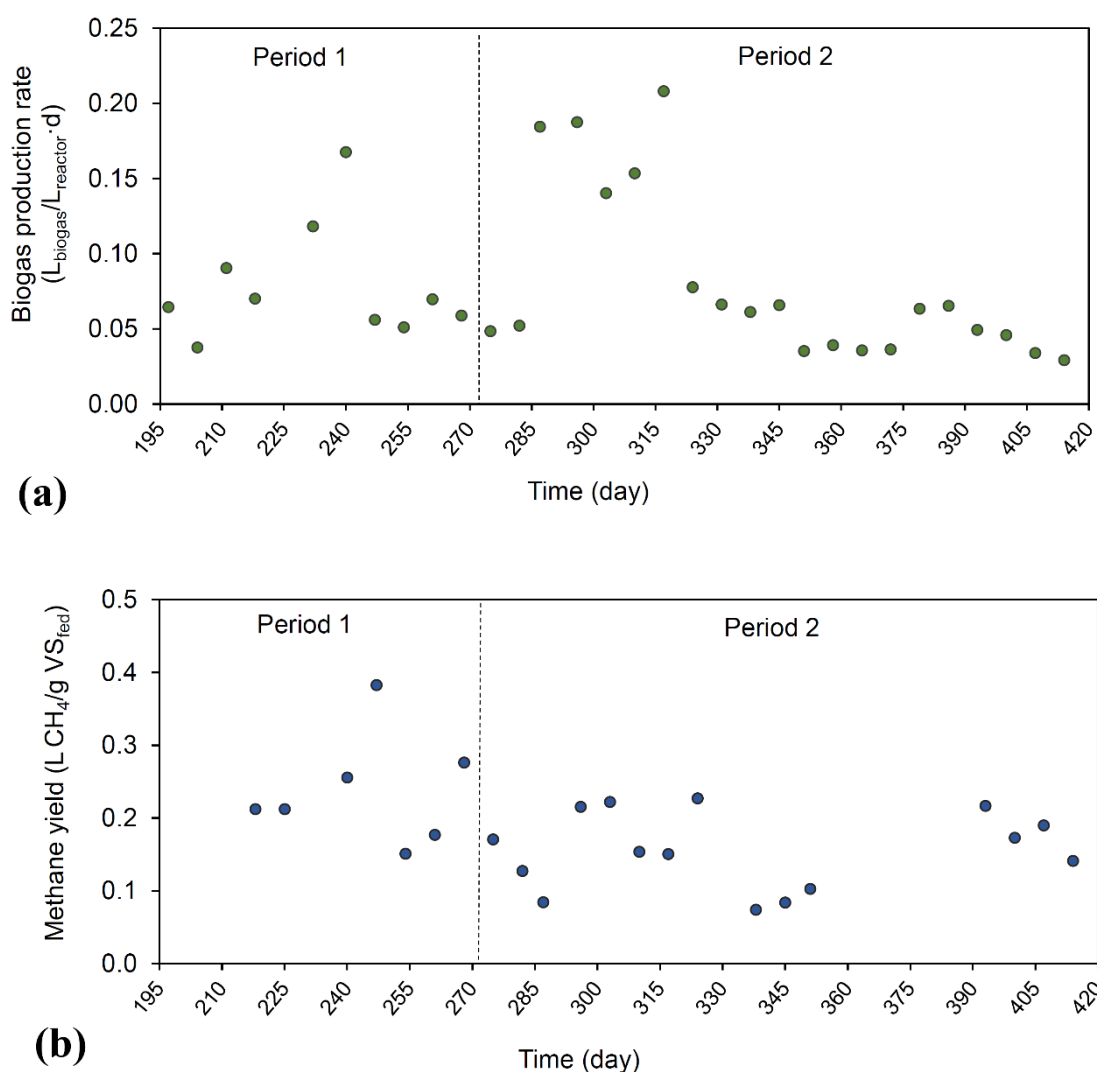 Period 1
Period 2
Biogas production rate
(L_biogas/L_reactor·d)
0.25
0.20
0.15
0.10
0.05
0.00
195 210 225 240 255 270 285 300 315 330 345 360 375 390 405 420
Time (day)
(a)
Period 1
Period 2
Methane yield (L CH₄/g VS_fed)
0.5
0.4
0.3
0.2
0.1
0.0
195 210 225 240 255 270 285 300 315 330 345 360 375 390 405 420
Time (day)
(b)